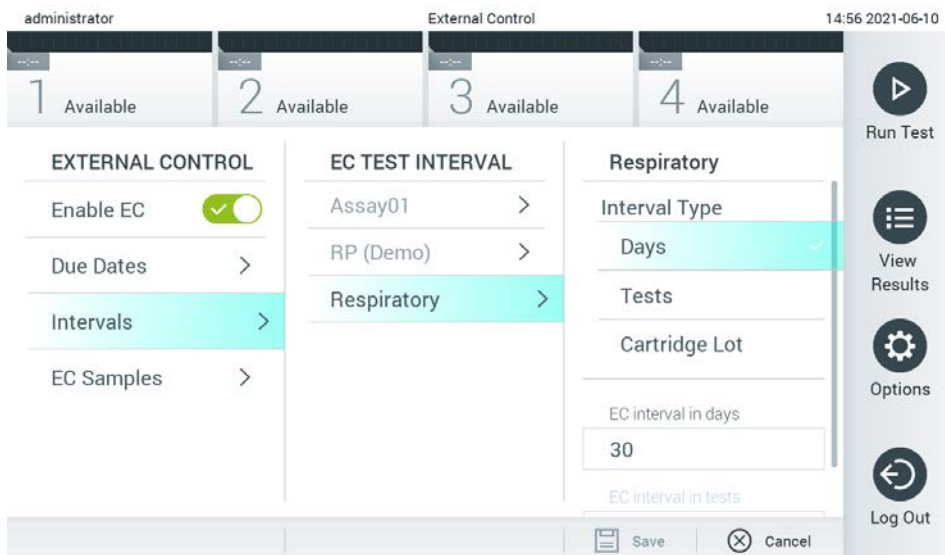 administrator External Control 14:56 2021-06-10
--:-- --:-- --:-- --:--
1 Available 2 Available 3 Available 4 Available
Run Test
View
Results
Options
Log Out
EXTERNAL CONTROL
Enable EC
Due Dates
Intervals
EC Samples
EC TEST INTERVAL
Assay01
RP (Demo)
Respiratory
Respiratory
Interval Type
Days
Tests
Cartridge Lot
EC interval in days
30
EC interval in tests
Save Cancel